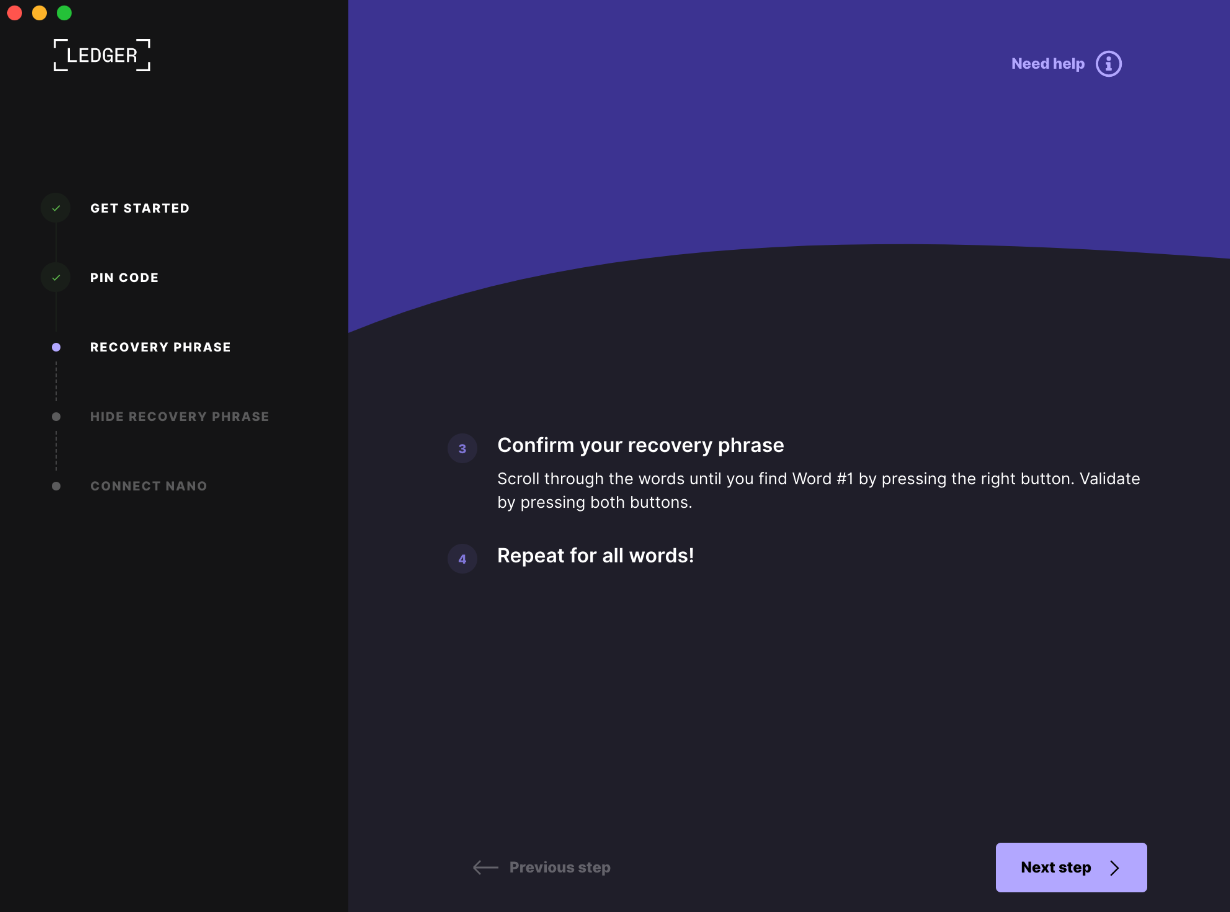 LEDGER
Need help
GET STARTED
PIN CODE
RECOVERY PHRASE
HIDE RECOVERY PHRASE
CONNECT NANO
3
Confirm your recovery phrase
Scroll through the words until you find Word #1 by pressing the right button. Validate
by pressing both buttons.
4
Repeat for all words!
Previous step
Next step